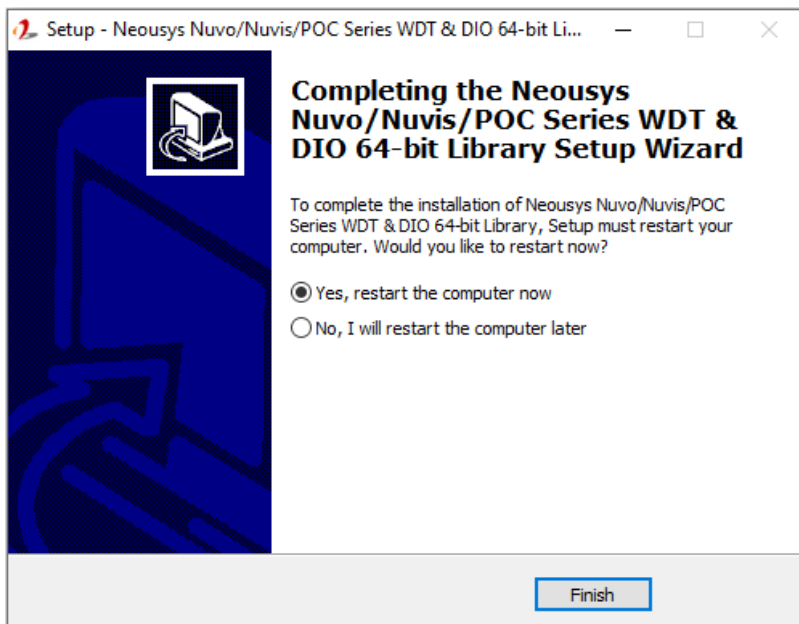 Setup - Neousys Nuvo/Nuvis/POC Series WDT & DIO 64-bit Li...
Completing the Neousys
Nuvo/Nuvis/POC Series WDT &
DIO 64-bit Library Setup Wizard
To complete the installation of Neousys Nuvo/Nuvis/POC
Series WDT & DIO 64-bit Library, Setup must restart your
computer. Would you like to restart now?
Yes, restart the computer now
No, I will restart the computer later
Finish